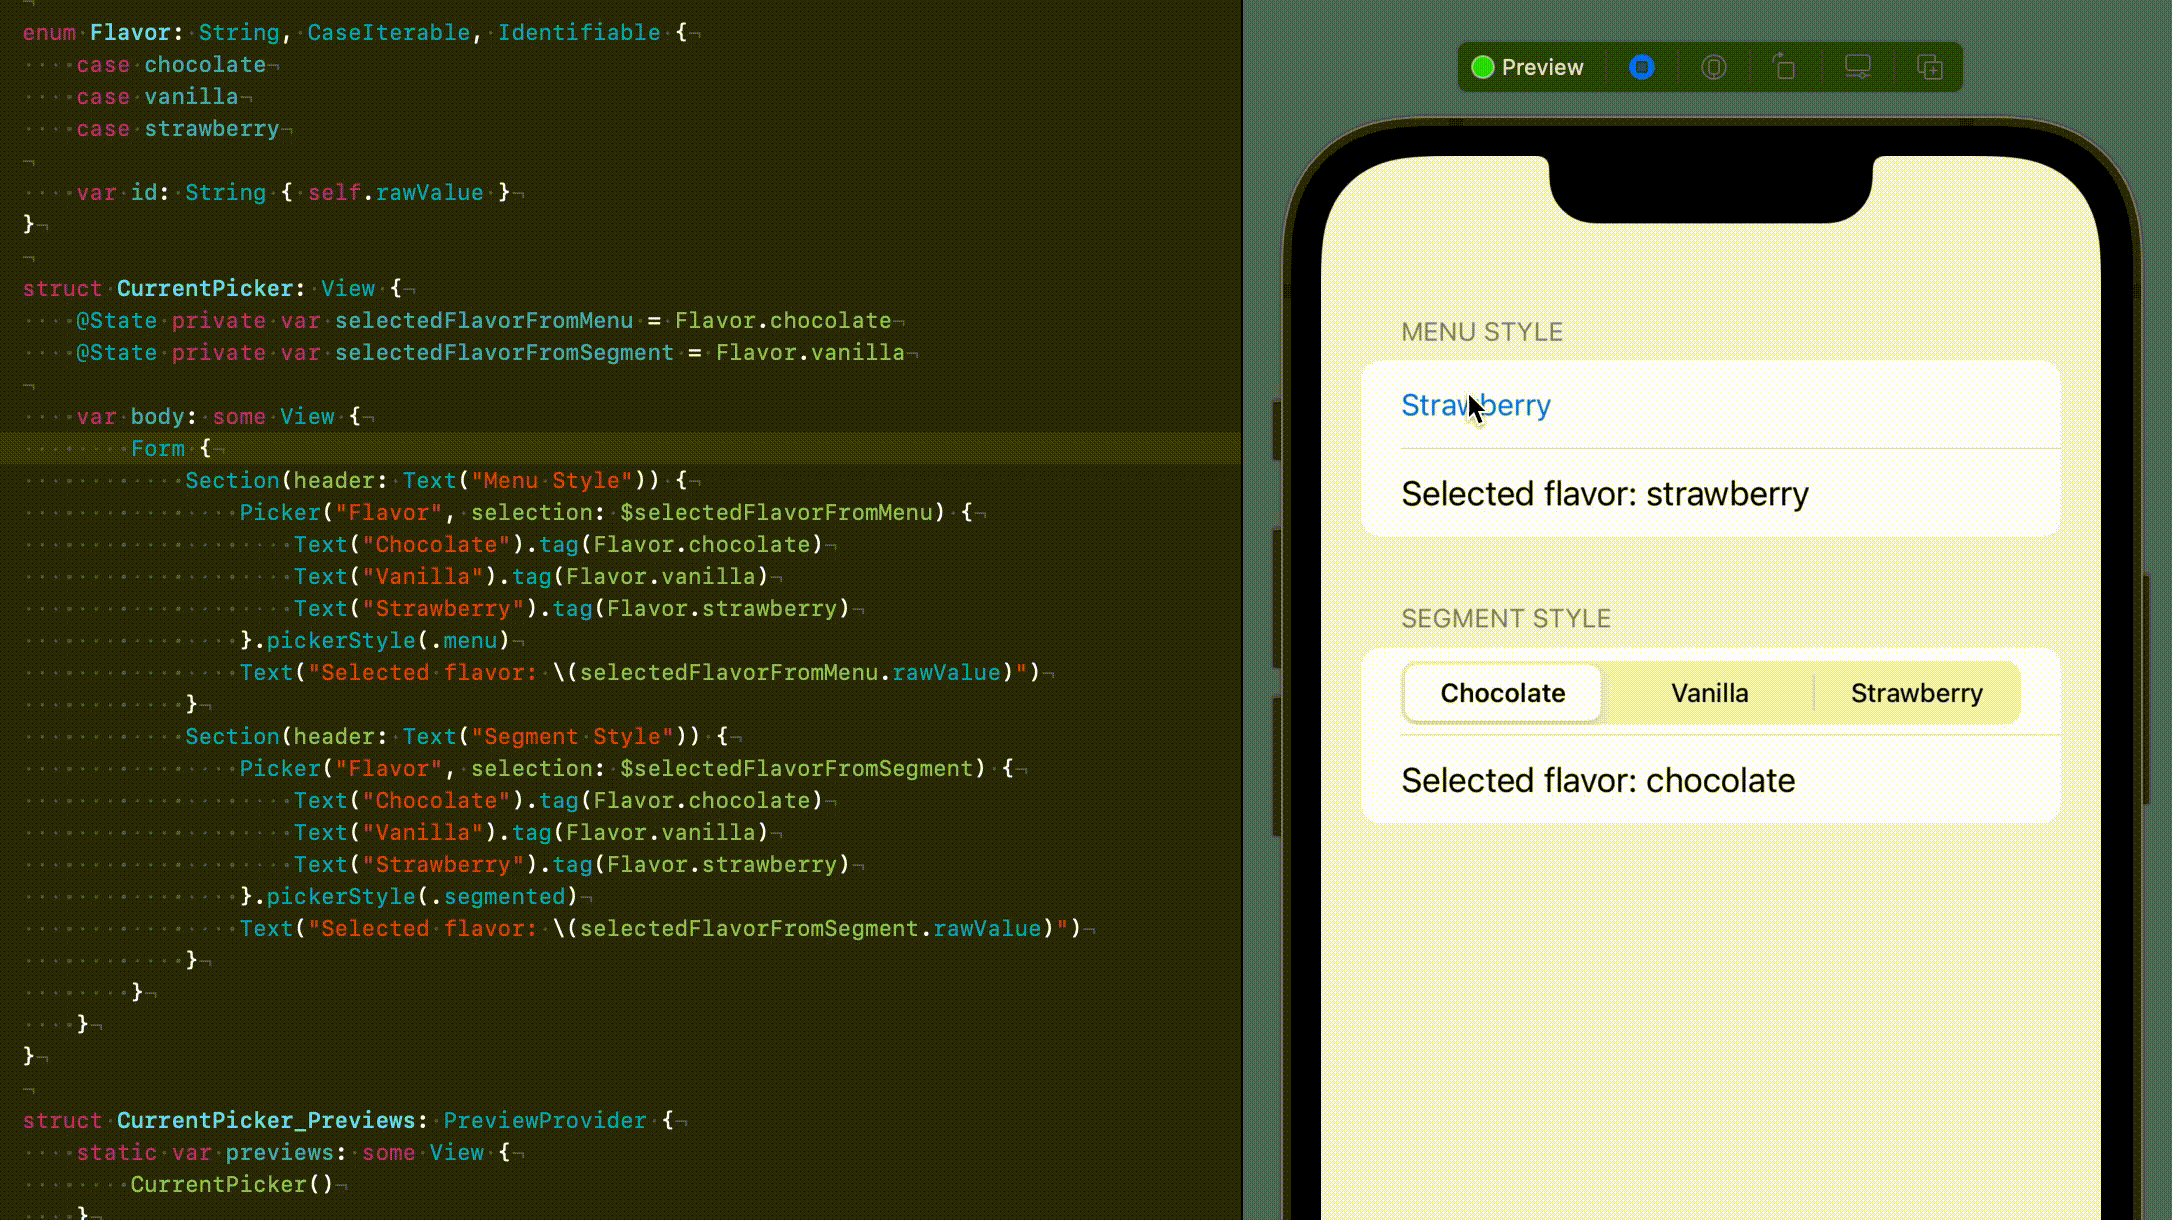 enum Flavor: String, CaseIterable, Identifiable {
    case chocolate
    case vanilla
    case strawberry

    var id: String { self.rawValue }
}

struct CurrentPicker: View {
    @State private var selectedFlavorFromMenu = Flavor.chocolate
    @State private var selectedFlavorFromSegment = Flavor.vanilla

    var body: some View {
        Form {
            Section(header: Text("Menu Style")) {
                Picker("Flavor", selection: $selectedFlavorFromMenu) {
                    Text("Chocolate").tag(Flavor.chocolate)
                    Text("Vanilla").tag(Flavor.vanilla)
                    Text("Strawberry").tag(Flavor.strawberry)
                }.pickerStyle(.menu)
                Text("Selected flavor: \(selectedFlavorFromMenu.rawValue)")
            }
            Section(header: Text("Segment Style")) {
                Picker("Flavor", selection: $selectedFlavorFromSegment) {
                    Text("Chocolate").tag(Flavor.chocolate)
                    Text("Vanilla").tag(Flavor.vanilla)
                    Text("Strawberry").tag(Flavor.strawberry)
                }.pickerStyle(.segmented)
                Text("Selected flavor: \(selectedFlavorFromSegment.rawValue)")
            }
        }
    }
}

struct CurrentPicker_Previews: PreviewProvider {
    static var previews: some View {
        CurrentPicker()
    }
Preview
MENU STYLE
Strawberry
Selected flavor: strawberry
SEGMENT STYLE
Chocolate Vanilla Strawberry
Selected flavor: chocolate